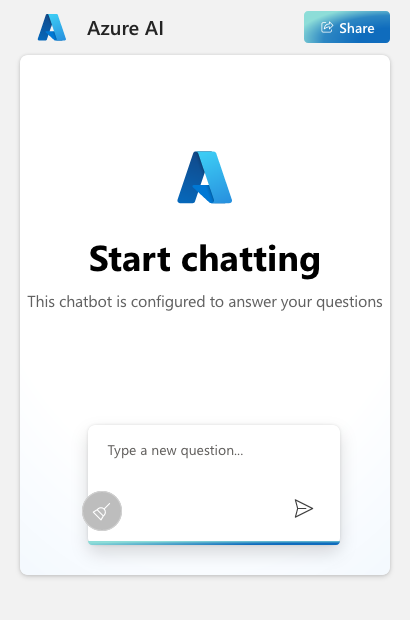 Azure AI
Share
Start chatting
This chatbot is configured to answer your questions
Type a new question...